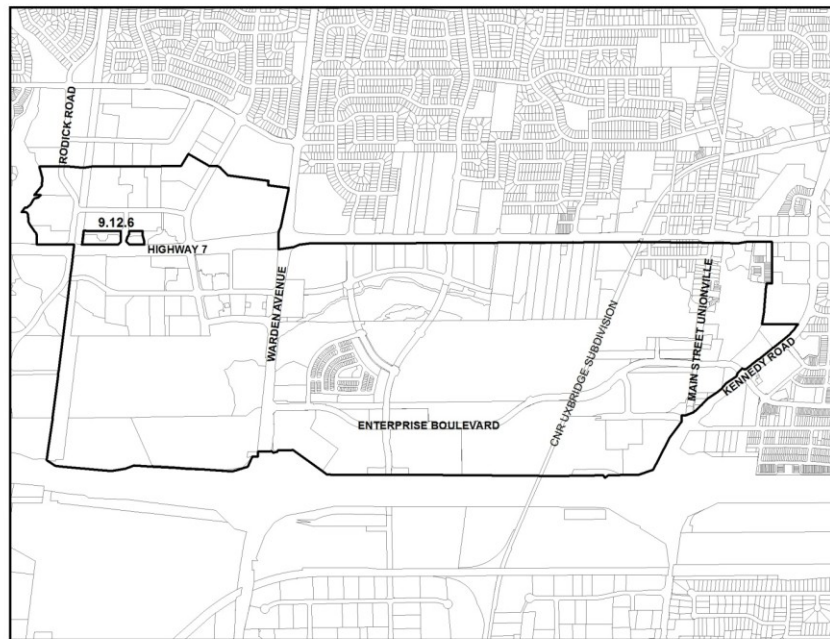 RODICK ROAD
9.12.6
HIGHWAY 7
WARDEN AVENUE
MAIN STREET UNIONVILLE
CNR UXBRIDGE SUBDIVISION
KENNEDY ROAD
ENTERPRISE BOULEVARD